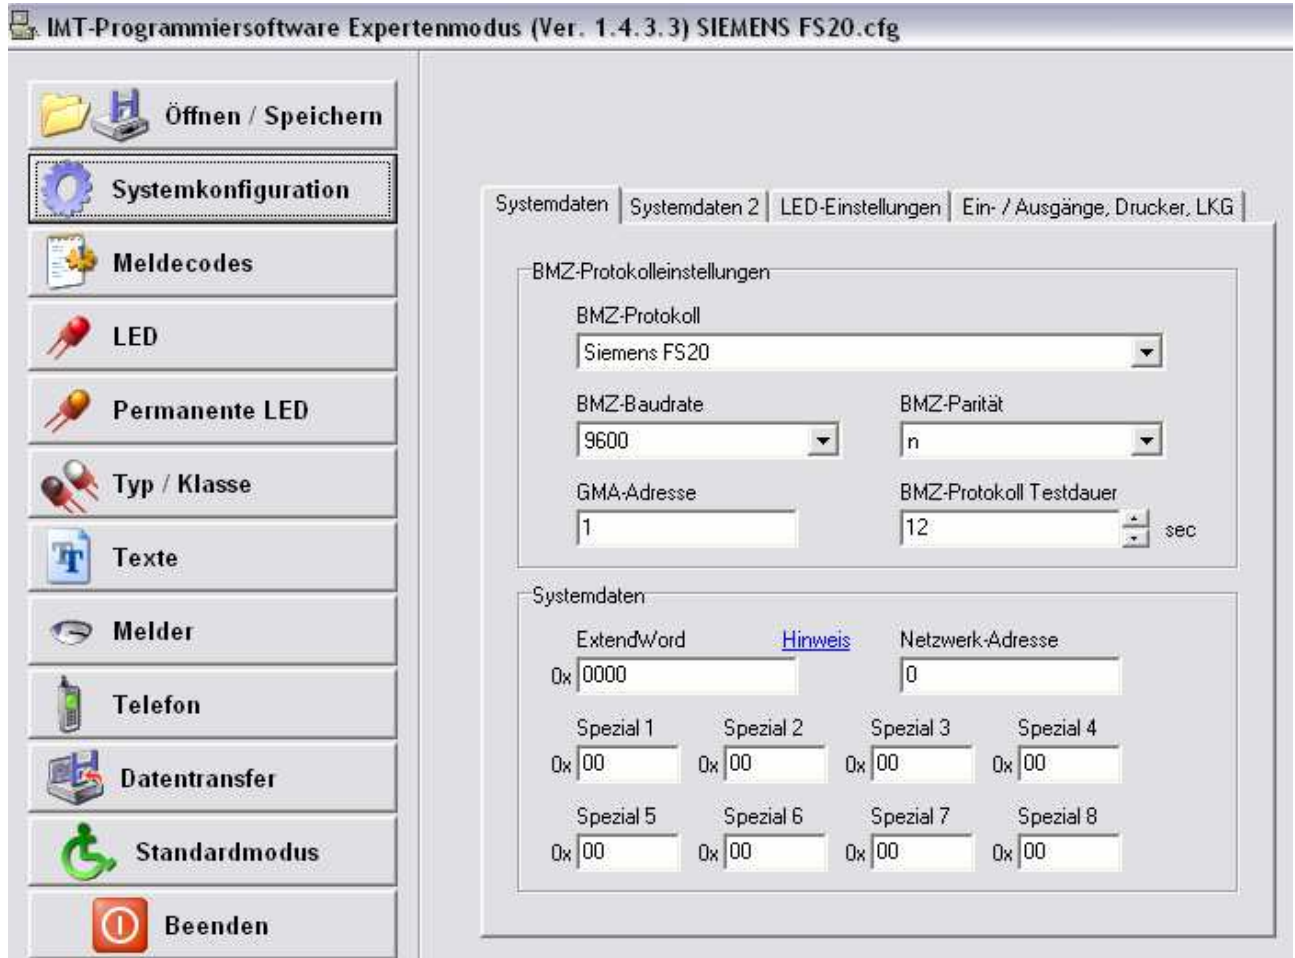 IMT-Programmiersoftware Expertenmodus (Ver. 1.4.3.3) SIEMENS FS20.cfg
Öffnen / Speichern
Systemkonfiguration
Meldecodes
LED
Permanente LED
Typ / Klasse
Texte
Melder
Telefon
Datentransfer
Standardmodus
Beenden
Systemdaten Systemdaten 2 LED-Einstellungen Ein- / Ausgänge, Drucker, LKG
BMZ-Protokolleinstellungen
BMZ-Protokoll
Siemens FS20
BMZ-Baudrate BMZ-Parität
9600 n
GMA-Adresse BMZ-Protokoll Testdauer
1 12 sec
Systemdaten
ExtendWord Hinweis Netzwerk-Adresse
0x 0000 0
Spezial 1 Spezial 2 Spezial 3 Spezial 4
0x 00 0x 00 0x 00 0x 00
Spezial 5 Spezial 6 Spezial 7 Spezial 8
0x 00 0x 00 0x 00 0x 00